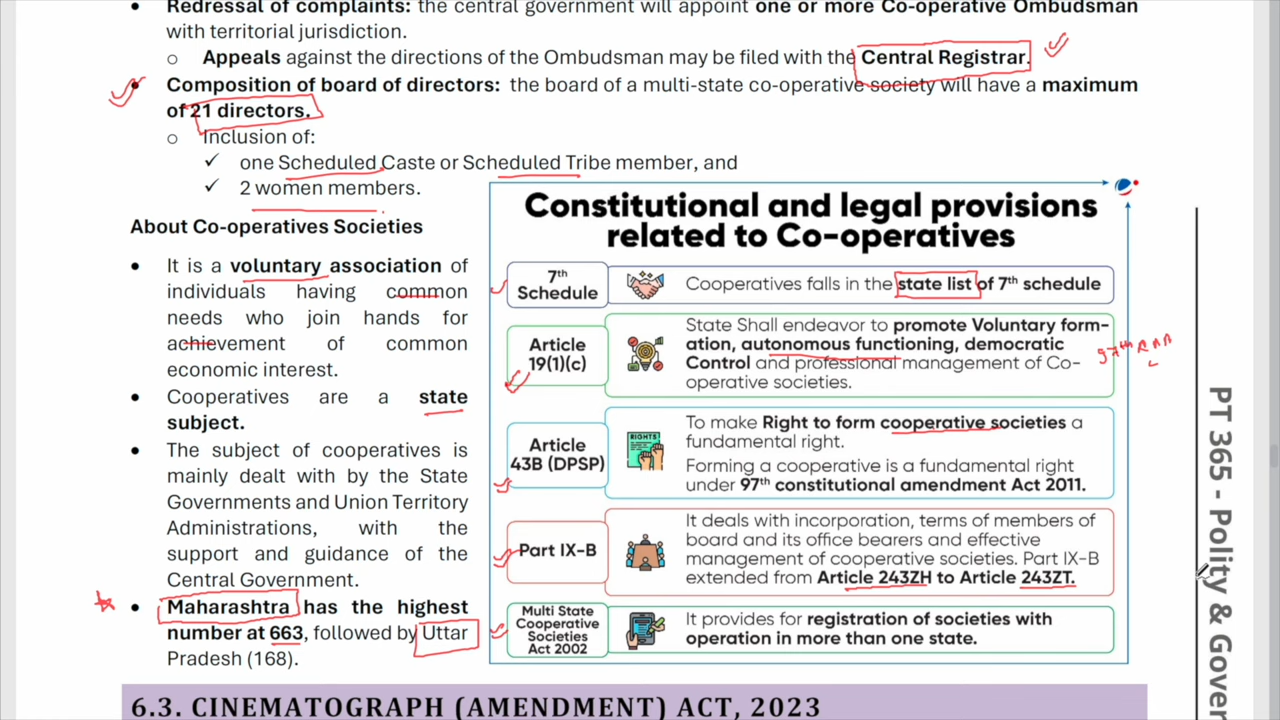 • Redressal of complaints: the central government will appoint one or more Co-operative Ombudsman
with territorial jurisdiction.
o Appeals against the directions of the Ombudsman may be filed with the Central Registrar.
• Composition of board of directors: the board of a multi-state co-operative society will have a maximum
of 21 directors.
o Inclusion of:
✓ one Scheduled Caste or Scheduled Tribe member, and
✓ 2 women members.
About Co-operatives Societies
• It is a voluntary association of
individuals having common
needs who join hands for
achievement of common
economic interest.
• Cooperatives are a state
subject.
• The subject of cooperatives is
mainly dealt with by the State
Governments and Union Territory
Administrations, with the
support and guidance of the
Central Government.
• Maharashtra has the highest
number at 663, followed by Uttar
Pradesh (168).
Constitutional and legal provisions
related to Co-operatives
7th
Schedule
Cooperatives falls in the state list of 7th schedule
Article
19(1)(c)
State Shall endeavor to promote Voluntary form-
ation, autonomous functioning, democratic
Control and professional management of Co-
operative societies.
97th
Article
43B (DPSP)
RIGHTS
To make Right to form cooperative societies a
fundamental right.
Forming a cooperative is a fundamental right
under 97th constitutional amendment Act 2011.
Part IX-B
It deals with incorporation, terms of members of
board and its office bearers and effective
management of cooperative societies. Part IX-B
extended from Article 243ZH to Article 243ZT.
Multi State
Cooperative
Societies
Act 2002
It provides for registration of societies with
operation in more than one state.
PT 365 - Polity & Gover
6.3. CINEMATOGRAPH (AMENDMENT) ACT, 2023